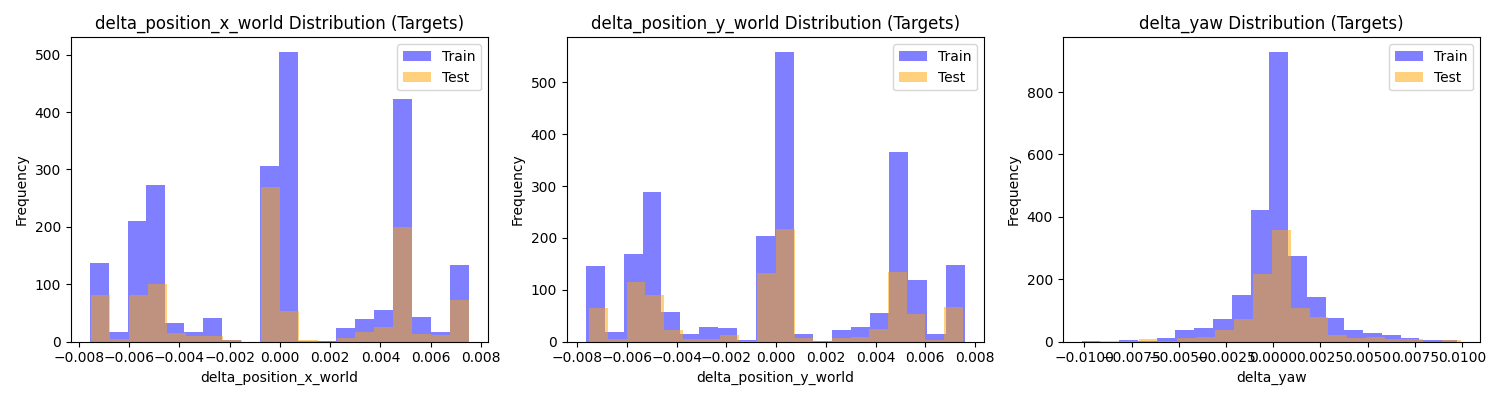 delta_position_x_world Distribution (Targets)
Frequency
500
400
300
200
100
0
−0.008 −0.006 −0.004 −0.002 0.000 0.002 0.004 0.006 0.008
delta_position_x_world
Train
Test
delta_position_y_world Distribution (Targets)
Frequency
500
400
300
200
100
0
−0.008 −0.006 −0.004 −0.002 0.000 0.002 0.004 0.006 0.008
delta_position_y_world
Train
Test
delta_yaw Distribution (Targets)
Frequency
800
600
400
200
0
−0.0100 −0.0075 −0.0050 −0.0025 0.0000 0.0025 0.0050 0.0075 0.0100
delta_yaw
Train
Test